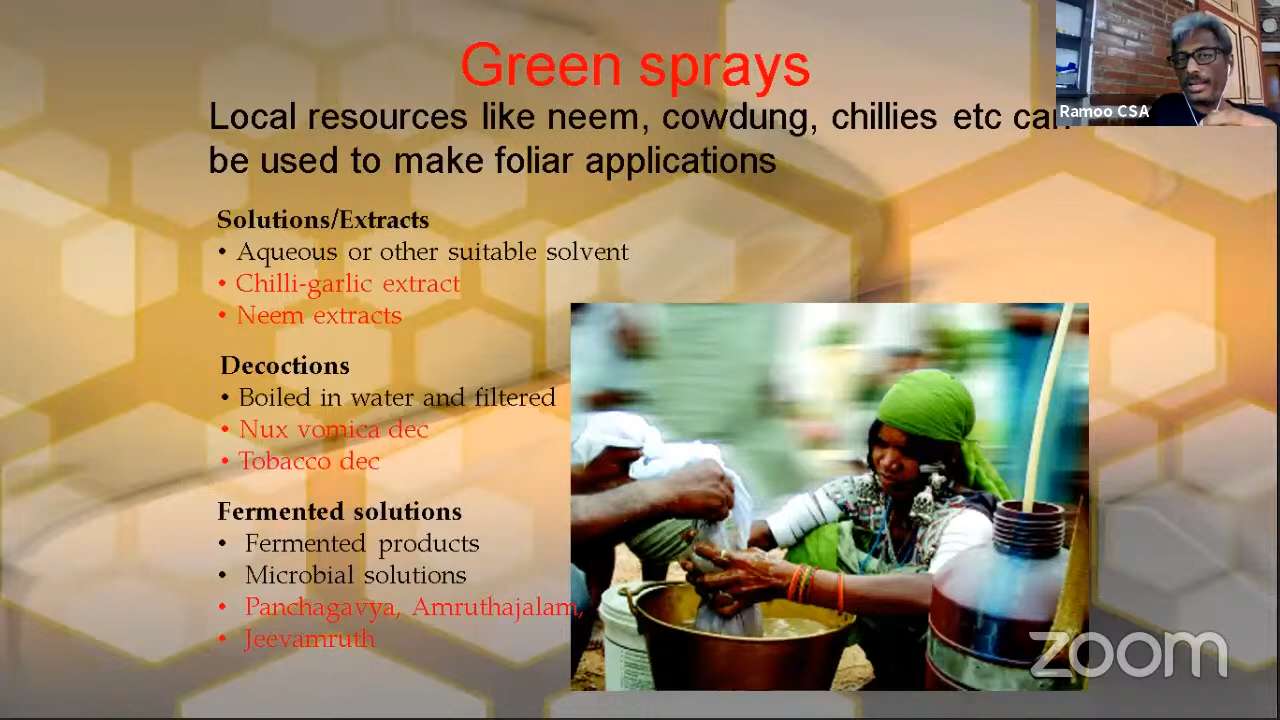 Green sprays
Ramoo CSA
Local resources like neem, cowdung, chillies etc can
be used to make foliar applications
Solutions/Extracts
• Aqueous or other suitable solvent
• Chilli-garlic extract
• Neem extracts
Decoctions
• Boiled in water and filtered
• Nux vomica dec
• Tobacco dec
Fermented solutions
• Fermented products
• Microbial solutions
• Panchagavya, Amruthajalam,
• Jeevamruth
zoom